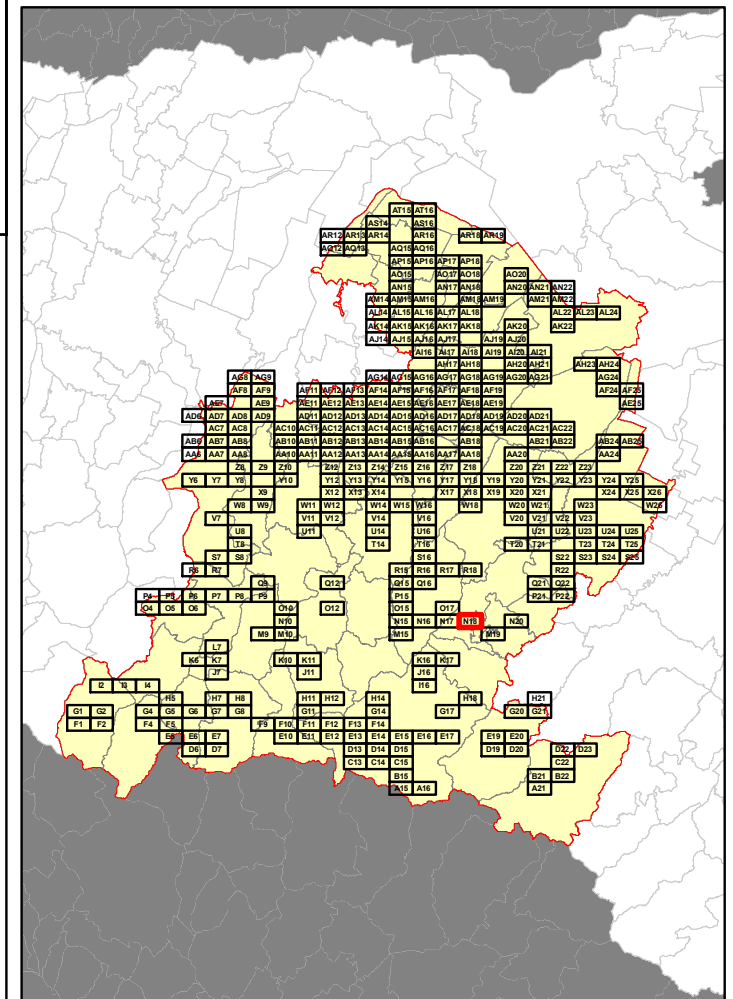 AT15 AT16
AS14 AS16
AR12 AR13 AR14 AR16 AR18 AR19
AQ12 AQ13 AQ15 AQ16
AP15 AP16 AP17 AP18
AO15 AO17 AO18 AO20
AN15 AN17 AN18 AN20 AN21 AN22
AM14 AM15 AM16 AM18 AM19 AM21 AM22
AL14 AL15 AL16 AL17 AL18 AL22 AL23 AL24
AK14 AK15 AK16 AK17 AK18 AK20 AK22
AJ14 AJ15 AJ16 AJ17 AJ19 AJ20
AI16 AI17 AI18 AI19 AI20 AI21
AH17 AH18 AH20 AH21 AH23 AH24
AG8 AG9 AG14 AG15 AG16 AG17 AG18 AG19 AG20 AG21 AG24
AF8 AF9 AF11 AF12 AF13 AF14 AF15 AF16 AF17 AF18 AF19 AF24 AF25
AE7 AE9 AE11 AE12 AE13 AE14 AE15 AE16 AE17 AE18 AE19 AE25
AD6 AD7 AD8 AD9 AD11 AD12 AD13 AD14 AD15 AD16 AD17 AD18 AD19 AD20 AD21
AC7 AC8 AC10 AC11 AC12 AC13 AC14 AC15 AC16 AC17 AC18 AC19 AC20 AC21 AC22
AB6 AB7 AB8 AB10 AB11 AB12 AB13 AB14 AB15 AB16 AB18 AB21 AB22 AB24 AB25
AA6 AA7 AA8 AA10 AA11 AA12 AA13 AA14 AA15 AA16 AA17 AA18 AA20 AA24
Z8 Z9 Z10 Z12 Z13 Z14 Z15 Z16 Z17 Z18 Z20 Z21 Z22 Z23
Y6 Y7 Y8 Y10 Y12 Y13 Y14 Y15 Y16 Y17 Y18 Y19 Y20 Y21 Y22 Y23 Y24 Y25
X9 X12 X13 X14 X17 X18 X19 X20 X21 X24 X25 X26
W8 W9 W11 W12 W14 W15 W16 W18 W20 W21 W23 W26
V7 V11 V12 V14 V16 V20 V21 V22 V23
U8 U11 U14 U16 U21 U22 U23 U24 U25
T8 T14 T16 T20 T21 T23 T24 T25
S7 S8 S16 S22 S23 S24 S25
R6 R7 R15 R16 R17 R18 R22
Q9 Q12 Q15 Q16 Q21 Q22
P4 P5 P6 P7 P8 P9 P15 P21 P22
O4 O5 O6 O10 O12 O15 O17
N10 N15 N16 N17 N18 N20
M9 M10 M15 M19
L7
K6 K7 K10 K11 K16 K17
J7 J11 J16
I2 I3 I4 I16
H5 H7 H8 H11 H12 H14 H18 H21
G1 G2 G4 G5 G6 G7 G8 G11 G14 G17 G20 G21
F1 F2 F4 F5 F9 F10 F11 F12 F13 F14
E5 E6 E7 E10 E11 E12 E13 E14 E15 E16 E17 E19 E20
D6 D7 D13 D14 D15 D19 D20 D22 D23
C13 C14 C15 C22
B15 B21 B22
A15 A16 A21